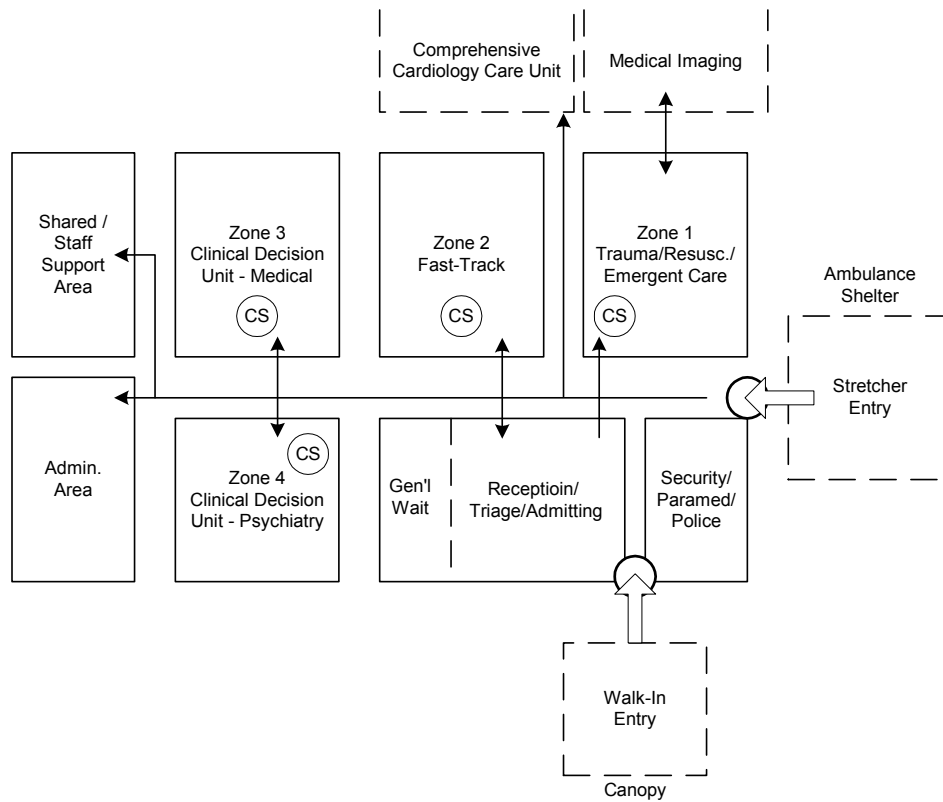 Comprehensive
Cardiology Care Unit
Medical Imaging
Shared /
Staff
Support
Area
Zone 3
Clinical Decision
Unit - Medical
CS
Zone 2
Fast-Track
CS
Zone 1
Trauma/Resusc./
Emergent Care
CS
Ambulance
Shelter
Stretcher
Entry
Admin.
Area
CS
Zone 4
Clinical Decision
Unit - Psychiatry
Gen'l
Wait
Receptioin/
Triage/Admitting
Security/
Paramed/
Police
Walk-In
Entry
Canopy